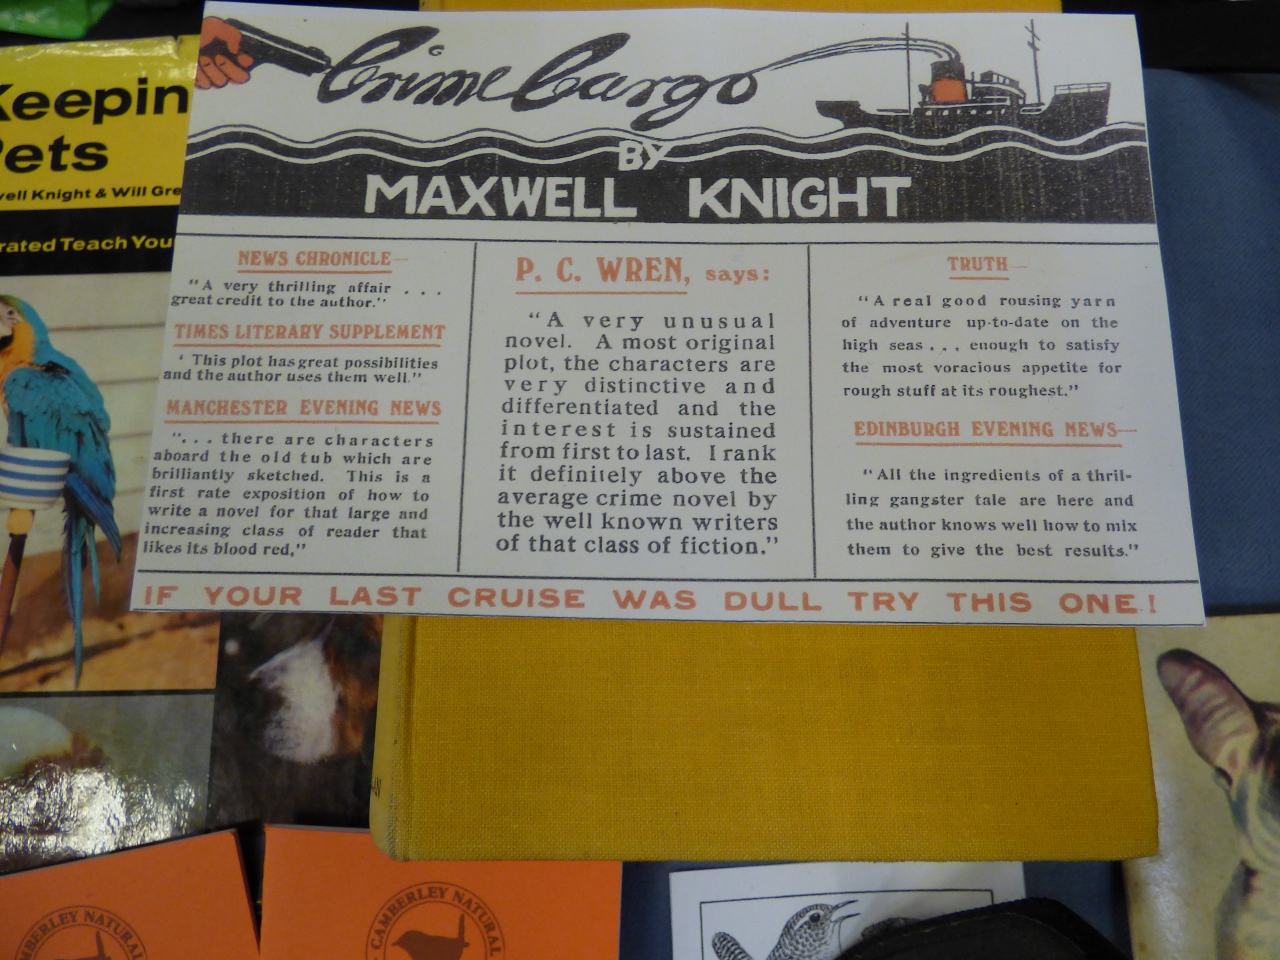 Crime Cargo
BY
MAXWELL KNIGHT
NEWS CHRONICLE—
"A very thrilling affair . . .
great credit to the author."
TIMES LITERARY SUPPLEMENT
' This plot has great possibilities
and the author uses them well."
MANCHESTER EVENING NEWS
". . . there are characters
aboard the old tub which are
brilliantly sketched. This is a
first rate exposition of how to
write a novel for that large and
increasing class of reader that
likes its blood red."
P. C. WREN, says:
"A very unusual
novel. A most original
plot, the characters are
very distinctive and
differentiated and the
interest is sustained
from first to last. I rank
it definitely above the
average crime novel by
the well known writers
of that class of fiction."
TRUTH—
"A real good rousing yarn
of adventure up-to-date on the
high seas . . . enough to satisfy
the most voracious appetite for
rough stuff at its roughest."
EDINBURGH EVENING NEWS—
"All the ingredients of a thril-
ling gangster tale are here and
the author knows well how to mix
them to give the best results."
IF YOUR LAST CRUISE WAS DULL TRY THIS ONE!
Keepin
Pets
well Knight & Will Gre
rated Teach You
CAMBERLEY NATURAL
CAMBERLEY NATURAL